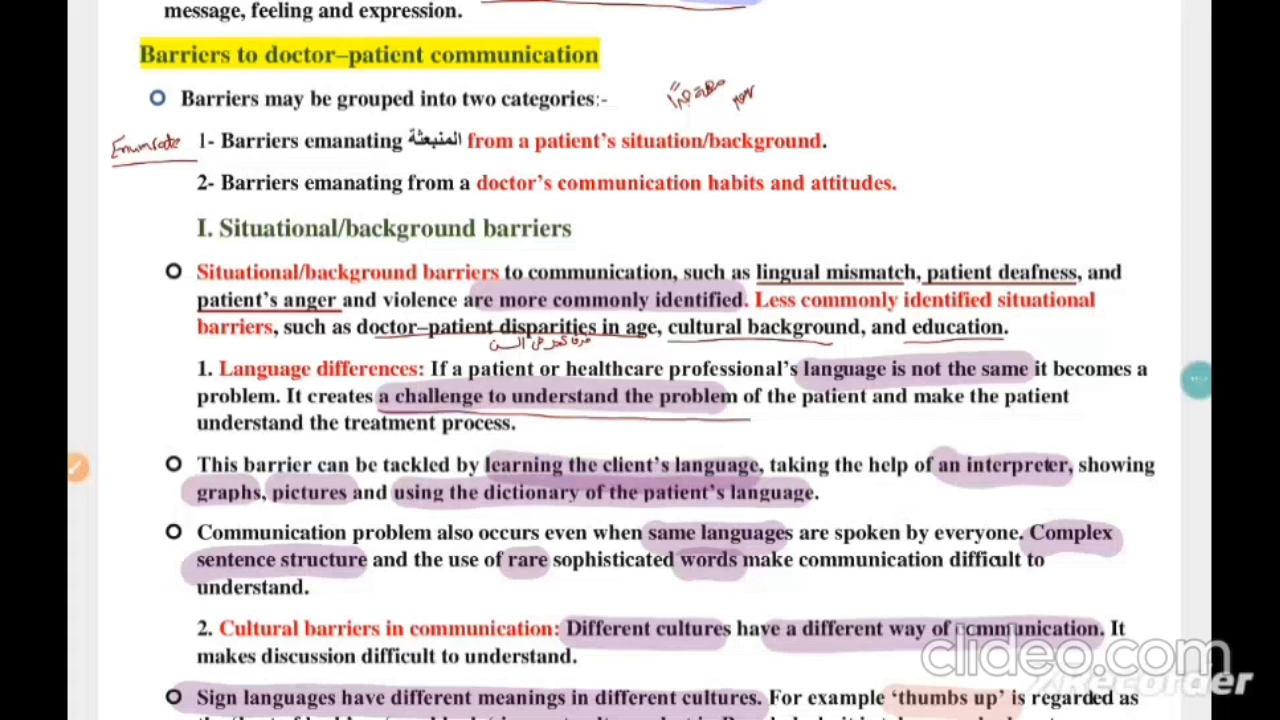 message, feeling and expression.
Barriers to doctor–patient communication
Barriers may be grouped into two categories:-
مهمة جدًا
Enumrate 1- Barriers emanating المنبعثة from a patient's situation/background.
2- Barriers emanating from a doctor's communication habits and attitudes.
I. Situational/background barriers
Situational/background barriers to communication, such as lingual mismatch, patient deafness, and
patient's anger and violence are more commonly identified. Less commonly identified situational
barriers, such as doctor–patient disparities in age, cultural background, and education.
السن
1. Language differences: If a patient or healthcare professional's language is not the same it becomes a
problem. It creates a challenge to understand the problem of the patient and make the patient
understand the treatment process.
This barrier can be tackled by learning the client's language, taking the help of an interpreter, showing
graphs, pictures and using the dictionary of the patient's language.
Communication problem also occurs even when same languages are spoken by everyone. Complex
sentence structure and the use of rare sophisticated words make communication difficult to
understand.
2. Cultural barriers in communication: Different cultures have a different way of communication. It
makes discussion difficult to understand.
clideo.com
Sign languages have different meanings in different cultures. For example 'thumbs up' is regarded as